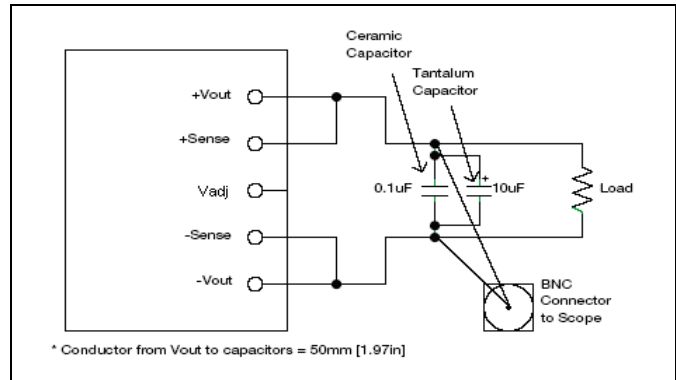 Ceramic
Capacitor
Tantalum
Capacitor
+Vout
+Sense
Vadj
-Sense
-Vout
0.1uF
+
10uF
Load
BNC
Connector
to Scope
* Conductor from Vout to capacitors = 50mm [1.97in]